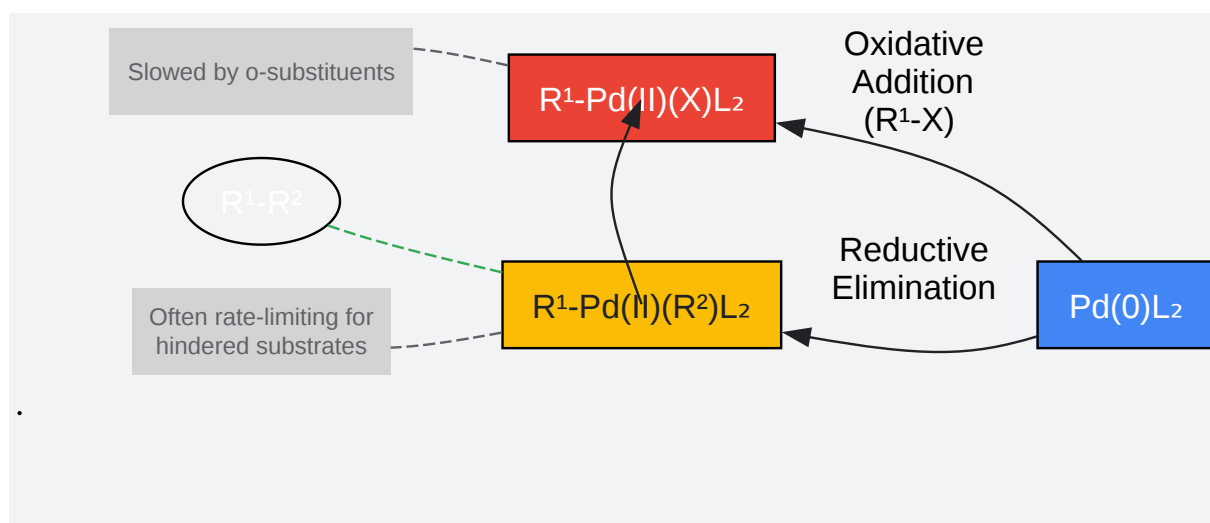 Slowed by o-substituents
R¹-Pd(II)(X)L₂
Oxidative
Addition
(R¹-X)
R¹-R²
Reductive
Elimination
R¹-Pd(II)(R²)L₂
Pd(0)L₂
Often rate-limiting for
hindered substrates
.